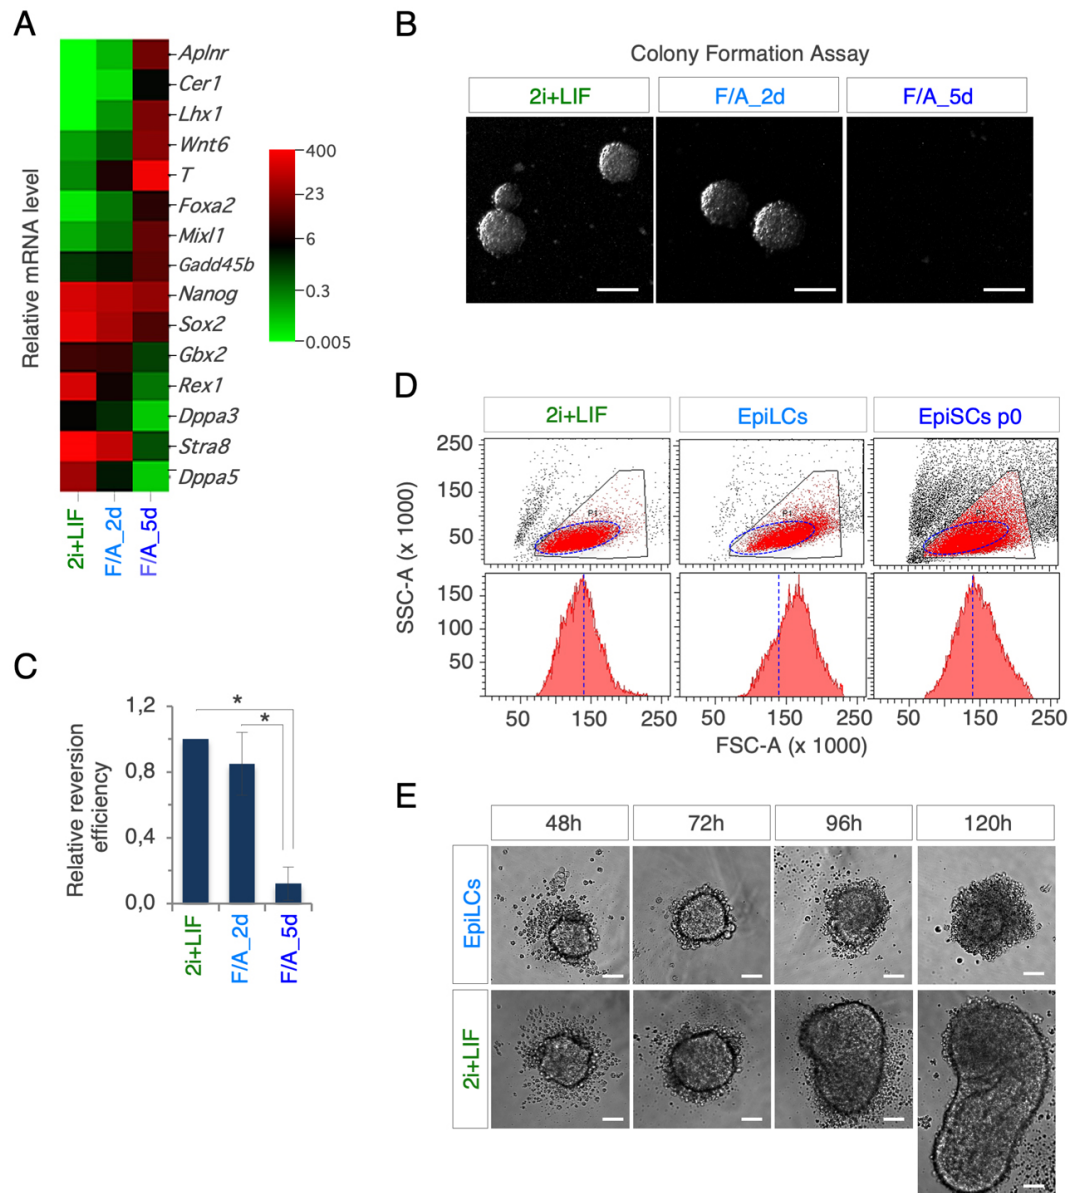 A
Relative mRNA level
Aplnr
Cer1
Lhx1
Wnt6
T
Foxa2
Mixl1
Gadd45b
Nanog
Sox2
Gbx2
Rex1
Dppa3
Stra8
Dppa5
2i+LIF
F/A_2d
F/A_5d
400
23
6
0.3
0.005
B
Colony Formation Assay
2i+LIF
F/A_2d
F/A_5d
C
Relative reversion
efficiency
1,2
0,8
0,4
0,0
*
*
2i+LIF
F/A_2d
F/A_5d
D
2i+LIF
EpiLCs
EpiSCs p0
SSC-A (x 1000)
250
150
50
P1
P1
150
100
50
50
150
250
50
150
250
50
150
250
FSC-A (x 1000)
E
48h
72h
96h
120h
EpiLCs
2i+LIF